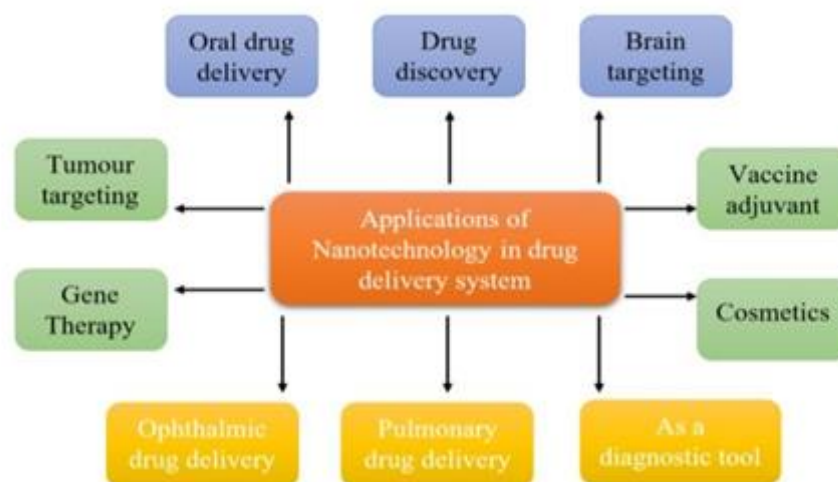 Oral drug
delivery
Drug
discovery
Brain
targeting
Tumour
targeting
Applications of
Nanotechnology in drug
delivery system
Vaccine
adjuvant
Gene
Therapy
Cosmetics
Ophthalmic
drug delivery
Pulmonary
drug delivery
As a
diagnostic tool